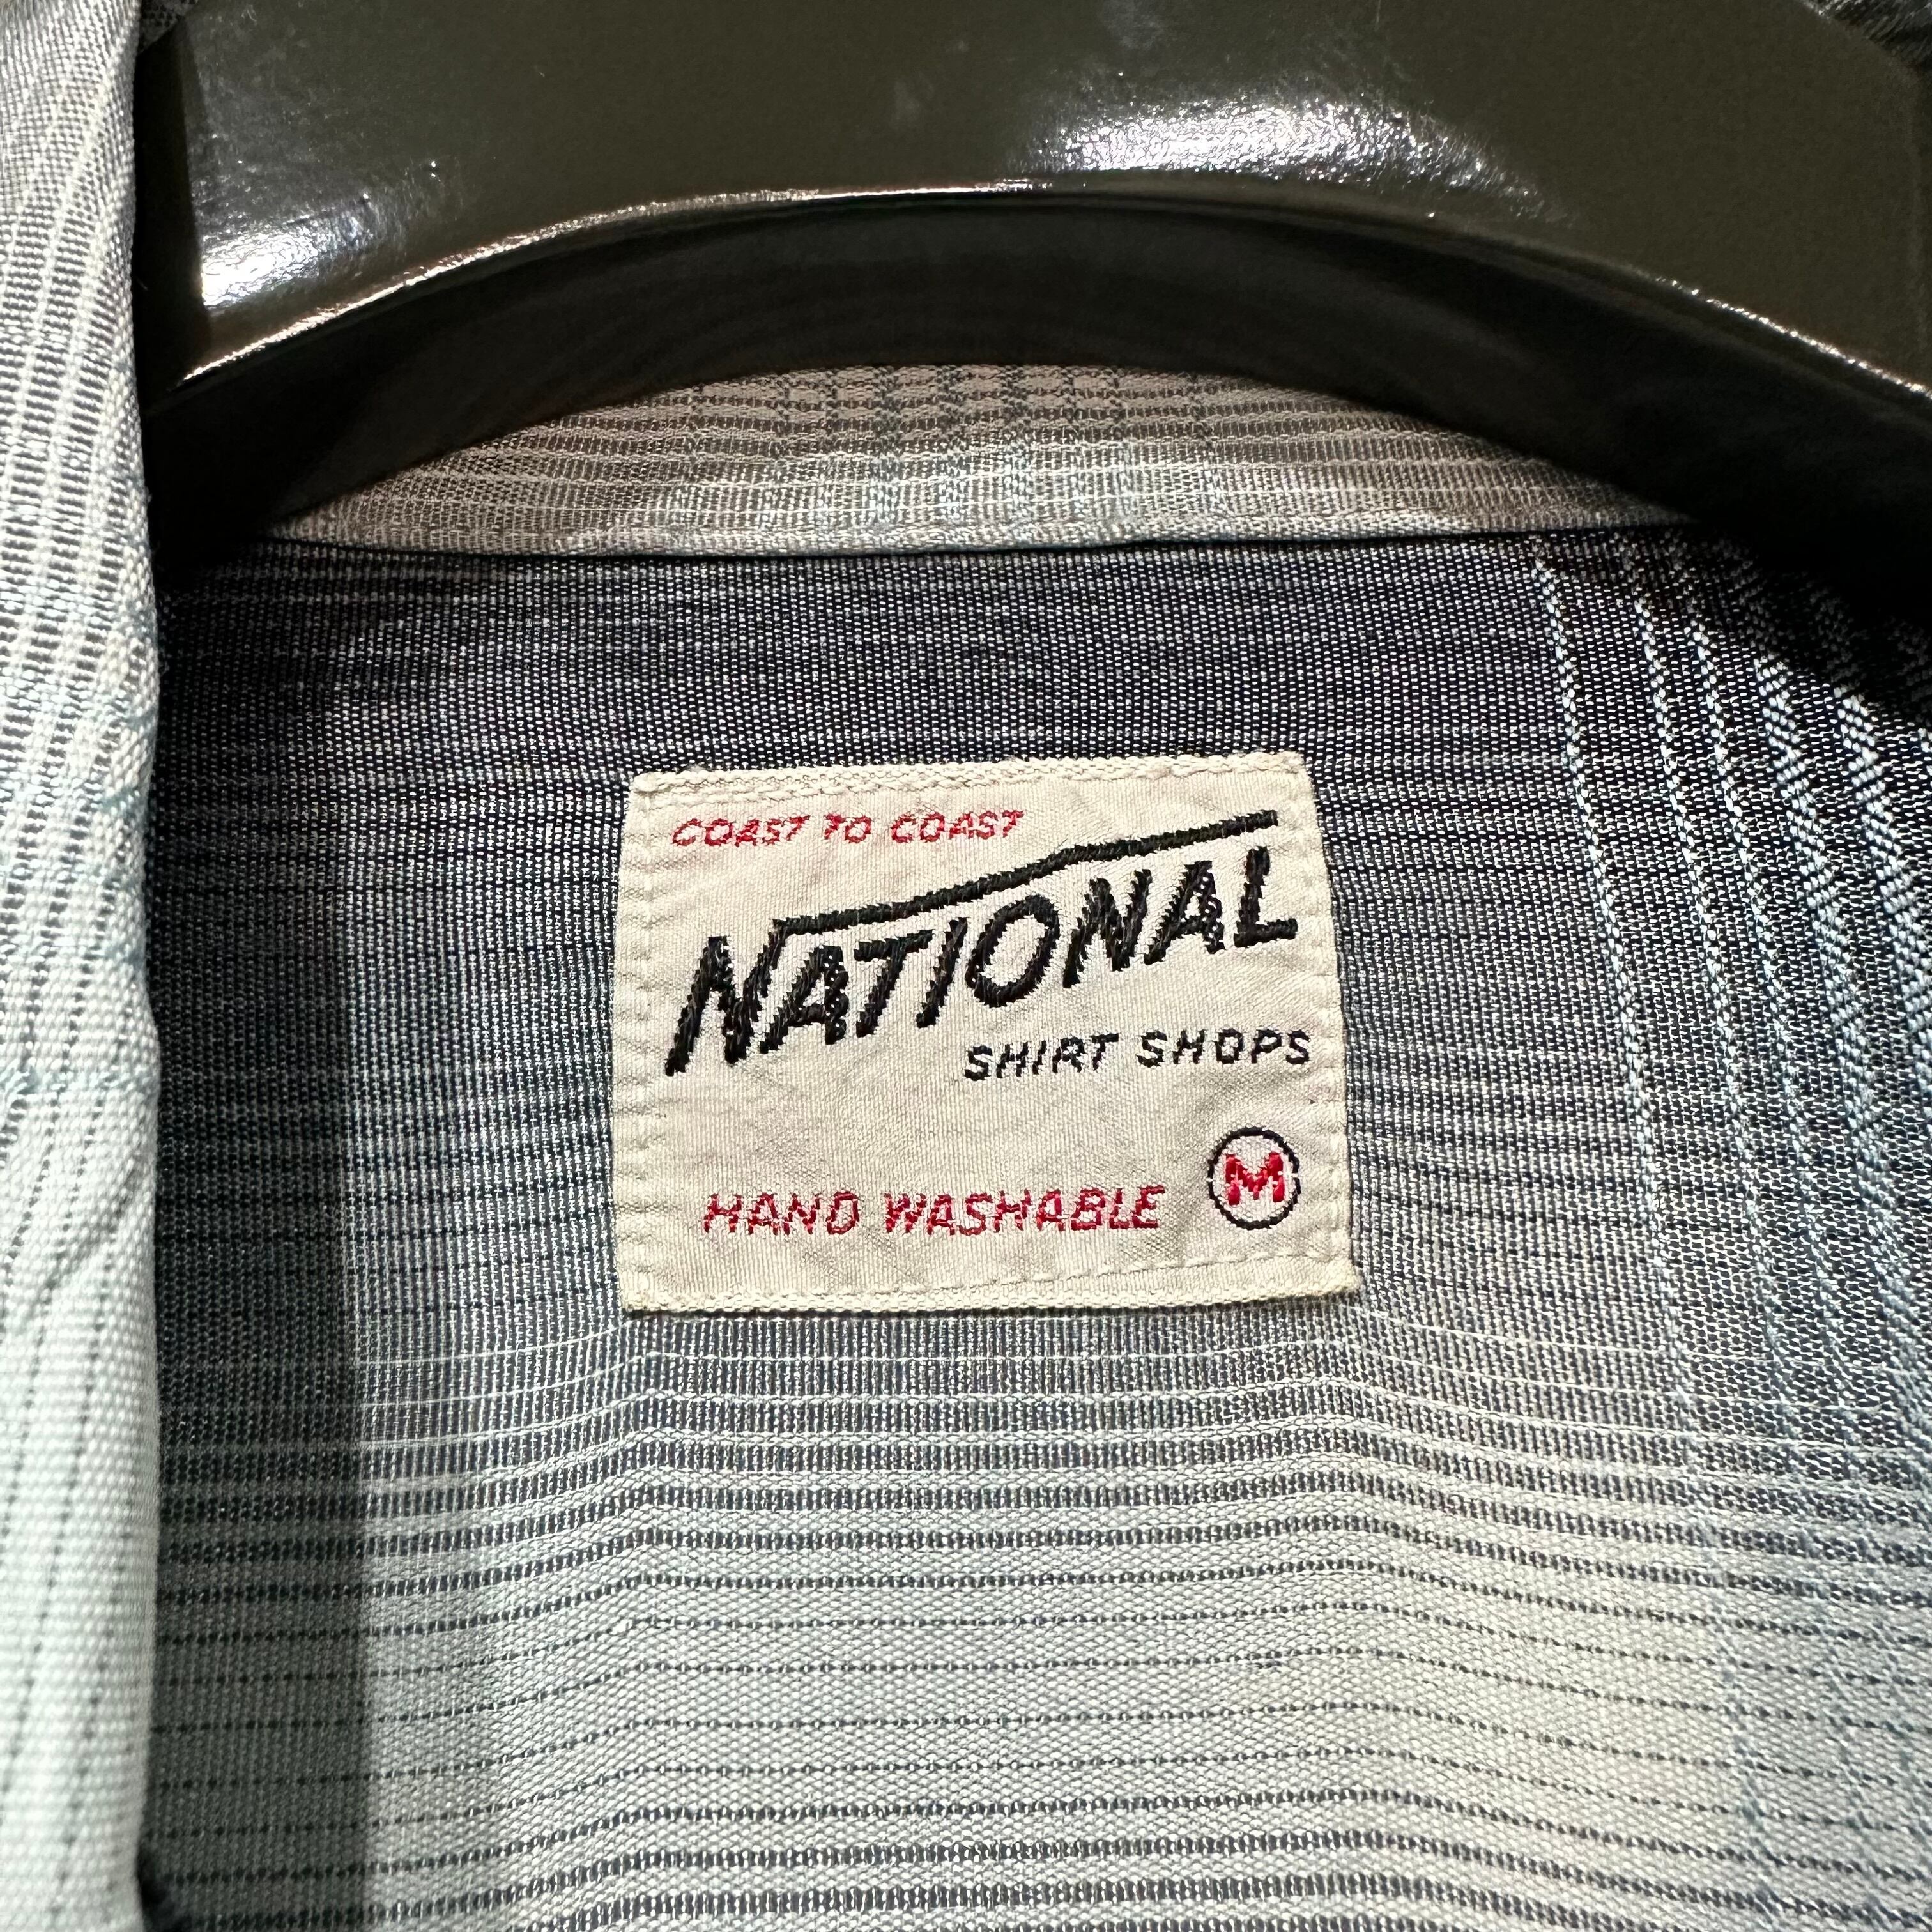 COAST TO COAST
NATIONAL
SHIRT SHOPS
HAND WASHABLE M